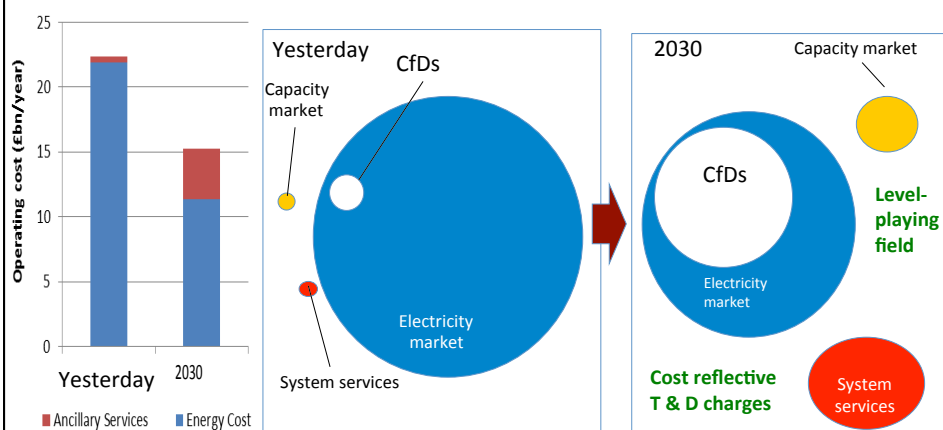 Operating cost (£bn/year)
25
20
15
10
5
0
Yesterday
2030
Ancillary Services
Energy Cost
Yesterday
CfDs
Capacity
market
Electricity
market
System services
2030
Capacity market
CfDs
Level-
playing
field
Electricity
market
Cost reflective
T & D charges
System
services